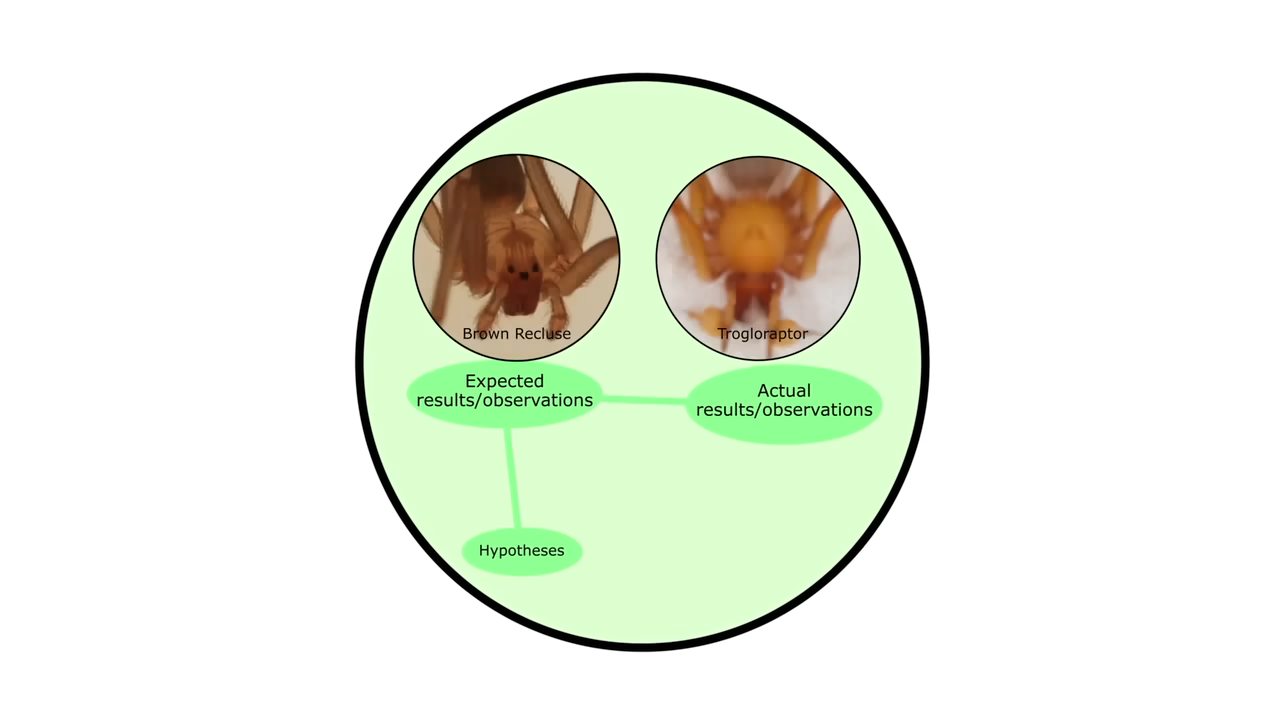 Brown Recluse
Trogloraptor
Expected
results/observations
Actual
results/observations
Hypotheses